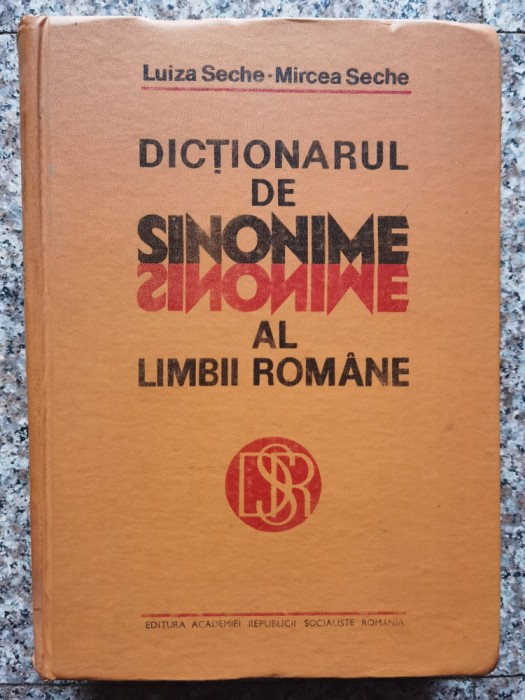 Luiza Seche • Mircea Seche
DICȚIONARUL
DE
SINONIME
SINONIME
AL
LIMBII ROMÂNE
DSR
EDITURA ACADEMIEI REPUBLICII SOCIALISTE ROMÂNIA